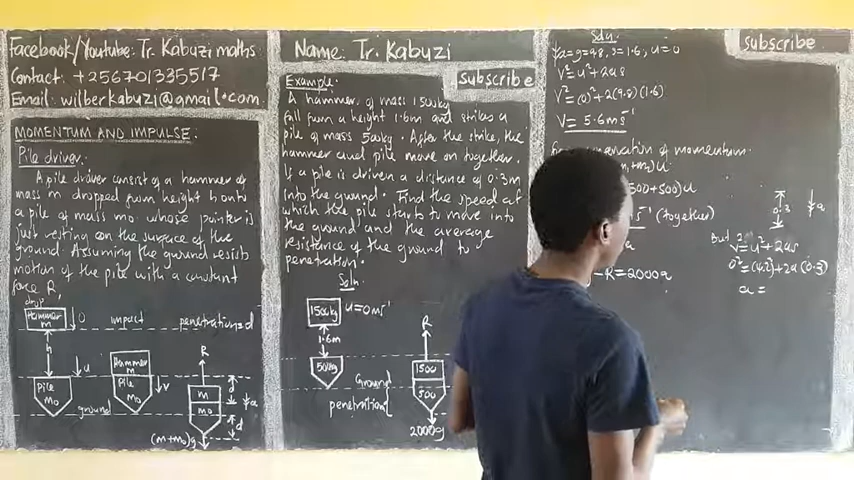 Facebook/Youtube: Tr. Kabuzi maths
Contact: +256701335517
Email: wilberkabuzi@gmail.com
MOMENTUM AND IMPULSE.
Pile driver.
A pile driver consist of a hammer of
mass m dropped from height h onto
a pile of mass mo whose pointer is
just resting on the surface of the
ground. Assuming the ground resists
motion of the pile with a constant
force R,
drop
Hammer
m
0
impact
penetration=d
h
u
Pile
mo
Hammer
m
Pile
mo
v
ground
R
m
mo
d
a
d
(m+mo)g
Name: Tr. Kabuzi
subscribe
Example.
A hammer of mass 1500kg
fall from a height 1.6m and strikes a
pile of mass 500kg. After the strike, the
hammer and pile move on together.
If a pile is driven a distance of 0.3m
into the ground. Find the speed at
which the pile starts to move into
the ground and the average
resistance of the ground to
penetration.
Soln
1500kg
u=0ms⁻¹
1.6m
500kg
Ground
penetration
R
1500
500
2000g
Soln
a=g=9.8, s=1.6, u=0
V²=u²+2as
V²=(0)²+2(9.8)(1.6)
V=5.6ms⁻¹
of momentum
(together)
-R=2000a
subscribe
0.3
a
But
v²=u²+2as
0²=(4.2)²+2a(0.3)
a=